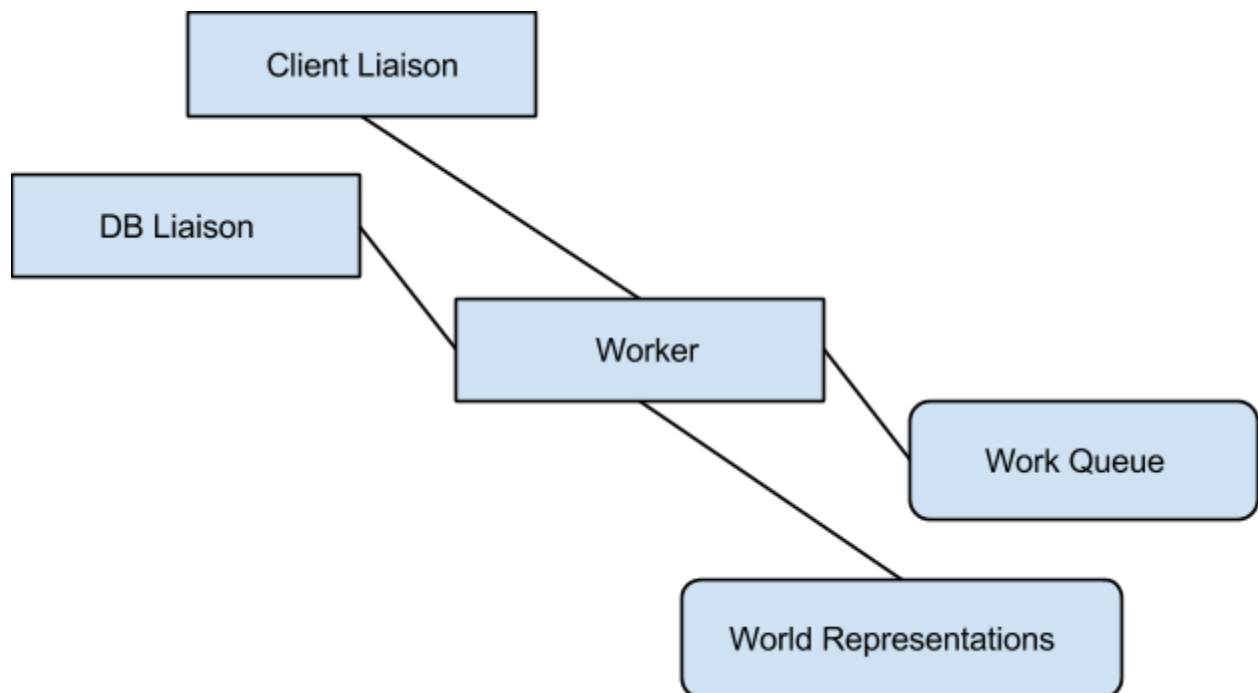 Client Liaison
DB Liaison
Worker
Work Queue
World Representations